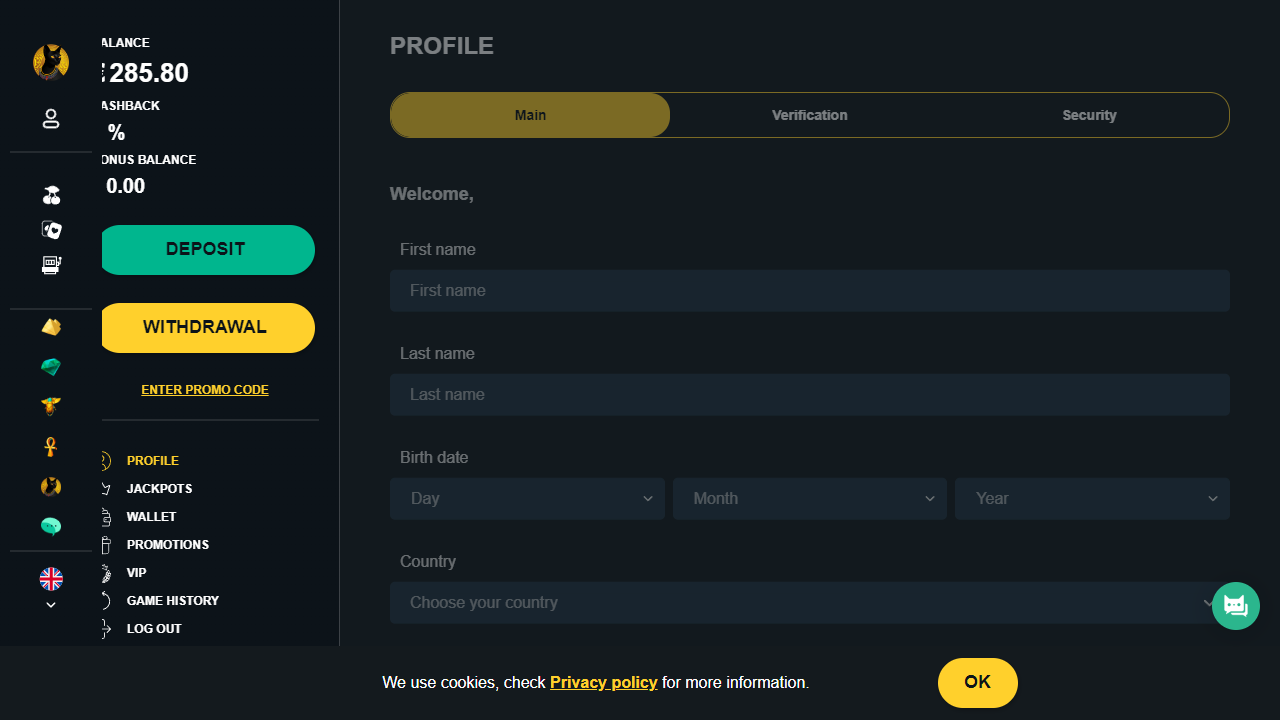 ALANCE
285.80
ASHBACK
%
ONUS BALANCE
0.00
DEPOSIT
WITHDRAWAL
ENTER PROMO CODE
PROFILE
JACKPOTS
WALLET
PROMOTIONS
VIP
GAME HISTORY
LOG OUT
PROFILE
Main Verification Security
Welcome,
First name
First name
Last name
Last name
Birth date
Day Month Year
Country
Choose your country
We use cookies, check Privacy policy for more information.
OK